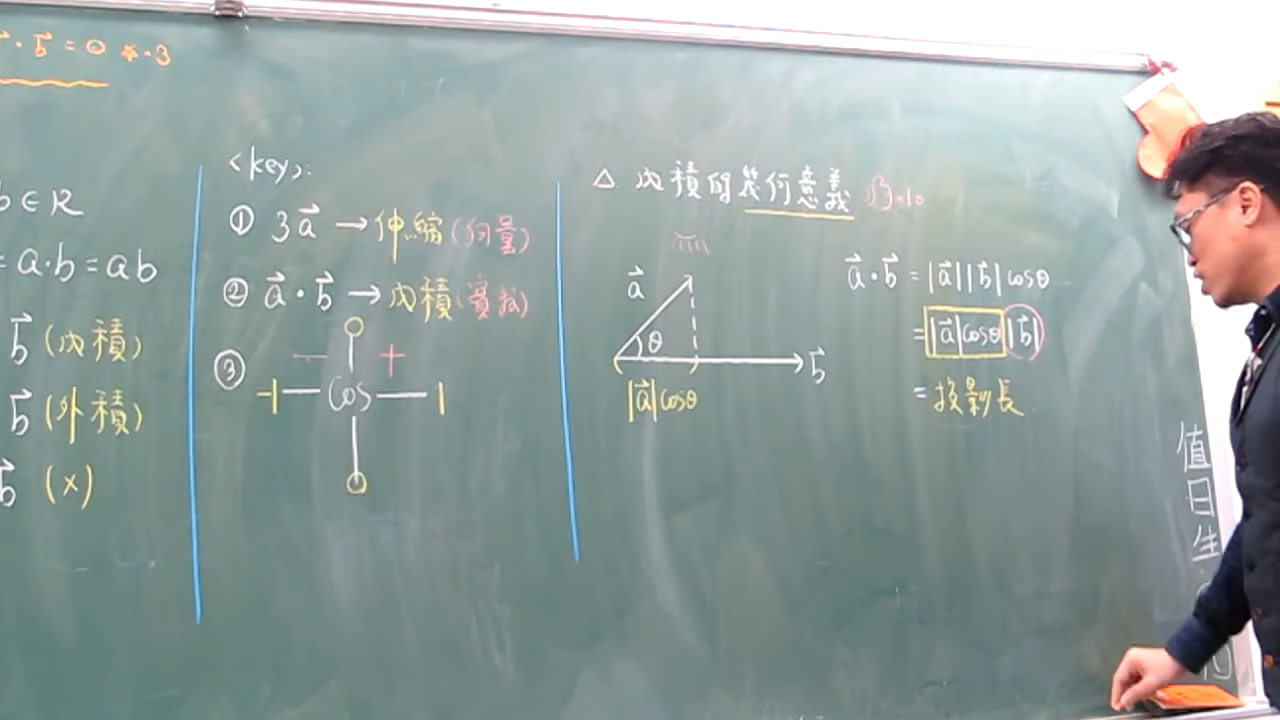 · b⃗ = 0 ☆·3
b ∈ R
= a·b = ab
b⃗ (內積)
b⃗ (外積)
b⃗ (×)
<key>:
① 3a⃗ → 伸縮(向量)
② a⃗·b⃗ → 內積(實數)
③
− +
-1 cos 1
0
0
△. 內積的幾何意義
a⃗
θ
b⃗
|a⃗|cosθ
a⃗·b⃗ = |a⃗||b⃗|cosθ
= |a⃗|cosθ |b⃗|
= 投影長
值日生